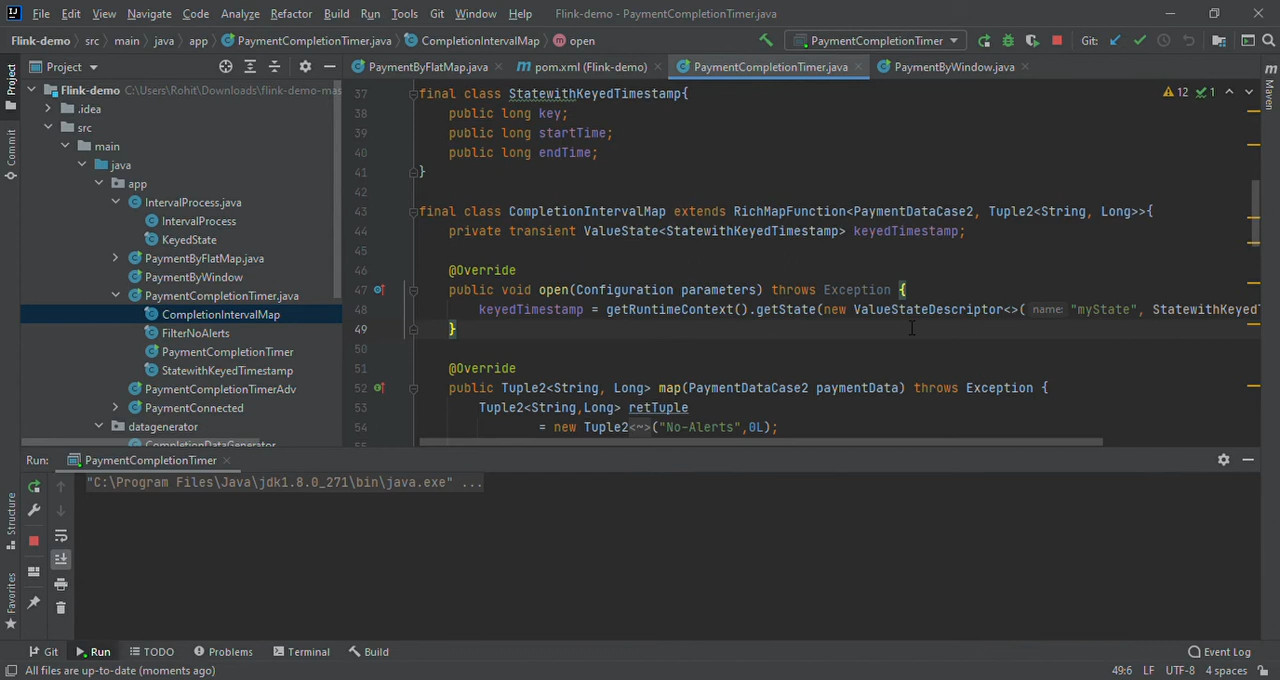 File Edit View Navigate Code Analyze Refactor Build Run Tools Git Window Help Flink-demo - PaymentCompletionTimer.java
Flink-demo src main java app PaymentCompletionTimer.java CompletionIntervalMap open PaymentCompletionTimer Git:
Project PaymentByFlatMap.java pom.xml (Flink-demo) PaymentCompletionTimer.java PaymentByWindow.java
Project
Commit
Structure
Favorites
Maven
Flink-demo C:\Users\Rohit\Downloads\flink-demo-mas
.idea
src
main
java
app
IntervalProcess.java
IntervalProcess
KeyedState
PaymentByFlatMap.java
PaymentByWindow
PaymentCompletionTimer.java
CompletionIntervalMap
FilterNoAlerts
PaymentCompletionTimer
StatewithKeyedTimestamp
PaymentCompletionTimerAdv
PaymentConnected
datagenerator
CompletionDataGenerator
12 1
37 final class StatewithKeyedTimestamp{
38 public long key;
39 public long startTime;
40 public long endTime;
41 }
42
43 final class CompletionIntervalMap extends RichMapFunction<PaymentDataCase2, Tuple2<String, Long>>{
44 private transient ValueState<StatewithKeyedTimestamp> keyedTimestamp;
45
46 @Override
47 public void open(Configuration parameters) throws Exception {
48 keyedTimestamp = getRuntimeContext().getState(new ValueStateDescriptor<>( name: "myState", StatewithKeyedT
49 }
50
51 @Override
52 public Tuple2<String, Long> map(PaymentDataCase2 paymentData) throws Exception {
53 Tuple2<String,Long> retTuple
54 = new Tuple2<~>("No-Alerts",0L);
55
Run: PaymentCompletionTimer
"C:\Program Files\Java\jdk1.8.0_271\bin\java.exe" ...
Git Run TODO Problems Terminal Build Event Log
All files are up-to-date (moments ago) 49:6 LF UTF-8 4 spaces